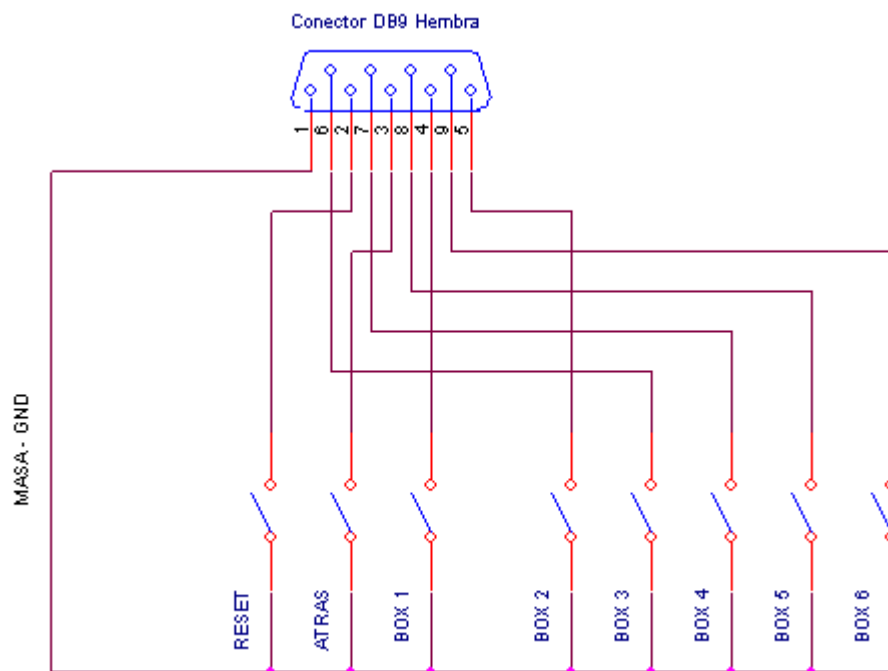 Conector DB9 Hembra
1
6
2
7
3
8
4
9
5
MASA - GND
RESET
ATRAS
BOX 1
BOX 2
BOX 3
BOX 4
BOX 5
BOX 6